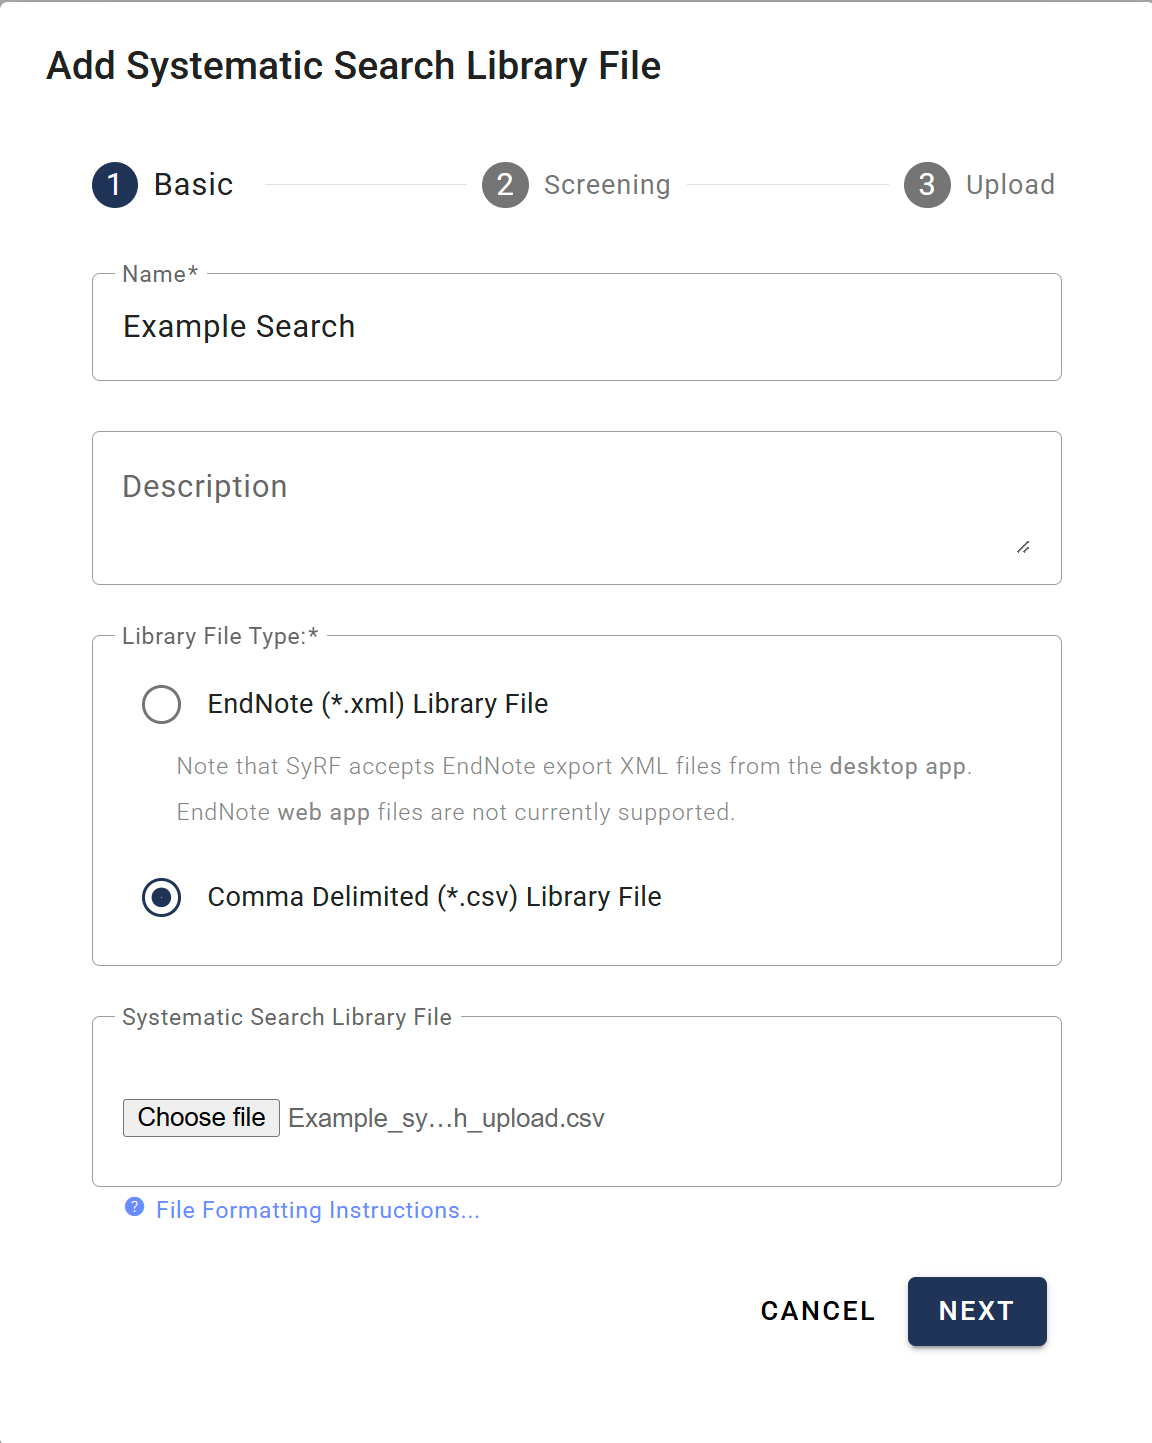 Add Systematic Search Library File
1 Basic 2 Screening 3 Upload
Name*
Example Search
Description
Library File Type:*
EndNote (*.xml) Library File
Note that SyRF accepts EndNote export XML files from the desktop app.
EndNote web app files are not currently supported.
Comma Delimited (*.csv) Library File
Systematic Search Library File
Choose file Example_sy...h_upload.csv
? File Formatting Instructions...
CANCEL NEXT